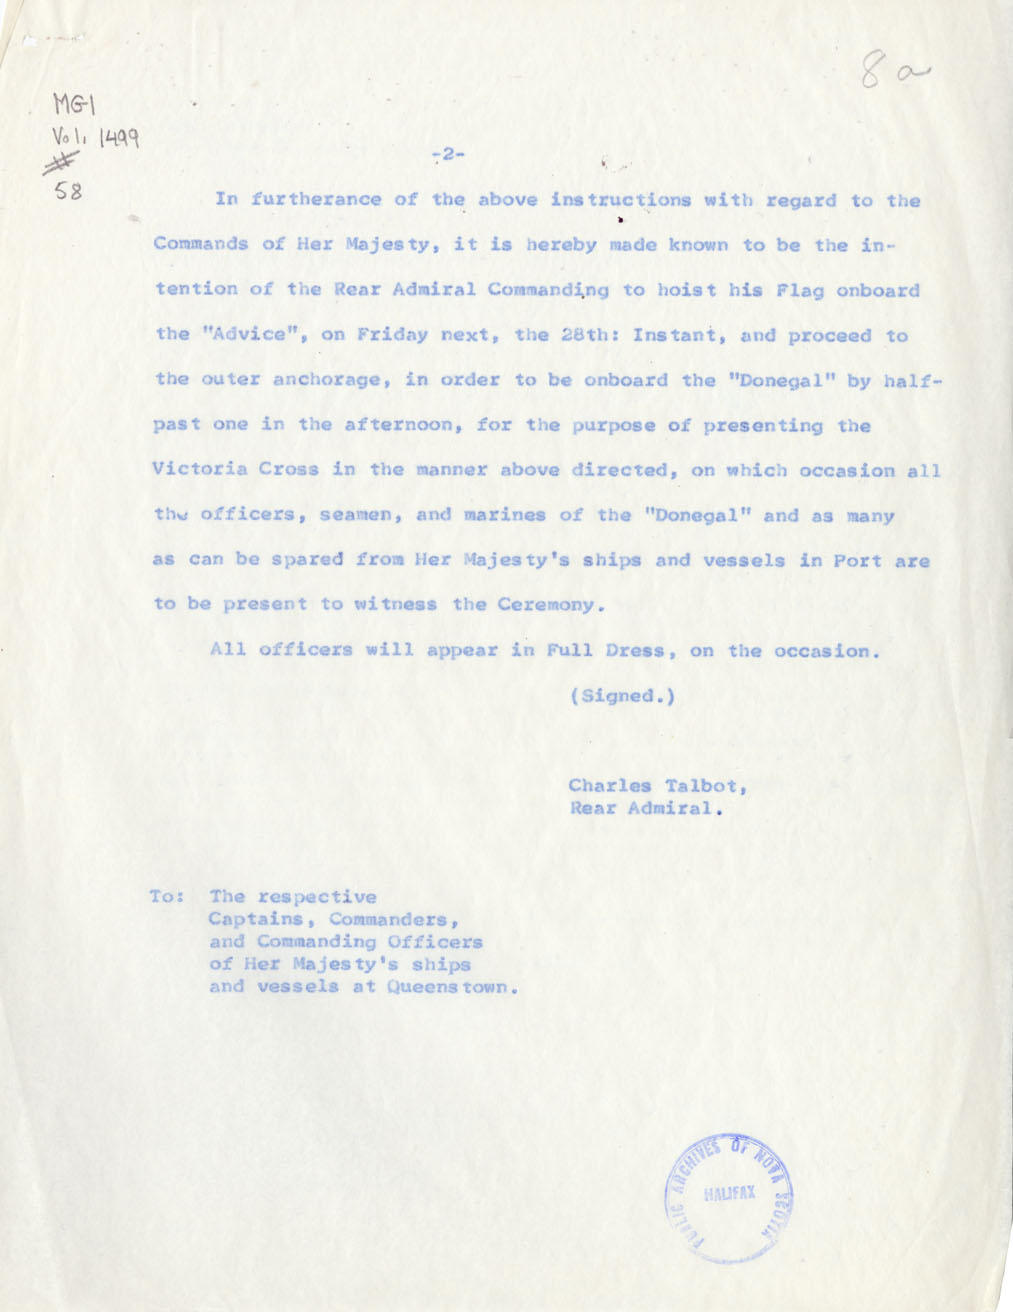 8a
MG1
Vol. 1499
#
58
-2-
In furtherance of the above instructions with regard to the
Commands of Her Majesty, it is hereby made known to be the in-
tention of the Rear Admiral Commanding to hoist his Flag onboard
the "Advice", on Friday next, the 28th: Instant, and proceed to
the outer anchorage, in order to be onboard the "Donegal" by half-
past one in the afternoon, for the purpose of presenting the
Victoria Cross in the manner above directed, on which occasion all
the officers, seamen, and marines of the "Donegal" and as many
as can be spared from Her Majesty's ships and vessels in Port are
to be present to witness the Ceremony.
All officers will appear in Full Dress, on the occasion.
(Signed.)
Charles Talbot,
Rear Admiral.
To: The respective
Captains, Commanders,
and Commanding Officers
of Her Majesty's ships
and vessels at Queenstown.
PUBLIC ARCHIVES OF NOVA SCOTIA
HALIFAX